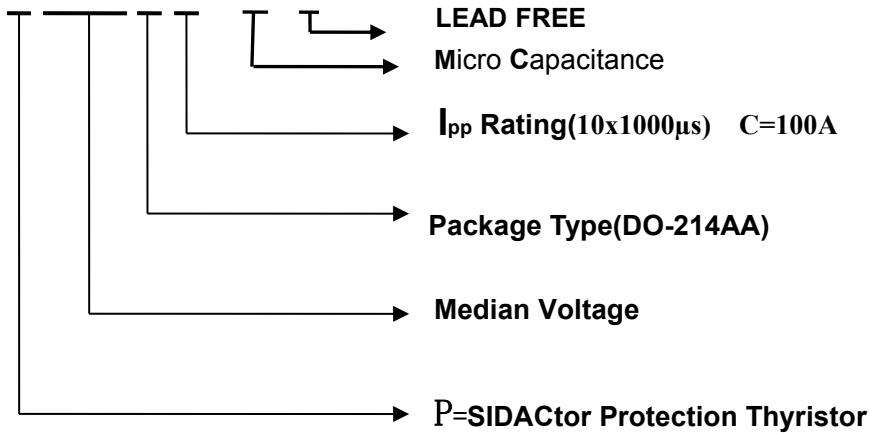 LEAD FREE
Micro Capacitance
Ipp Rating(10x1000μs) C=100A
Package Type(DO-214AA)
Median Voltage
P=SIDACtor Protection Thyristor